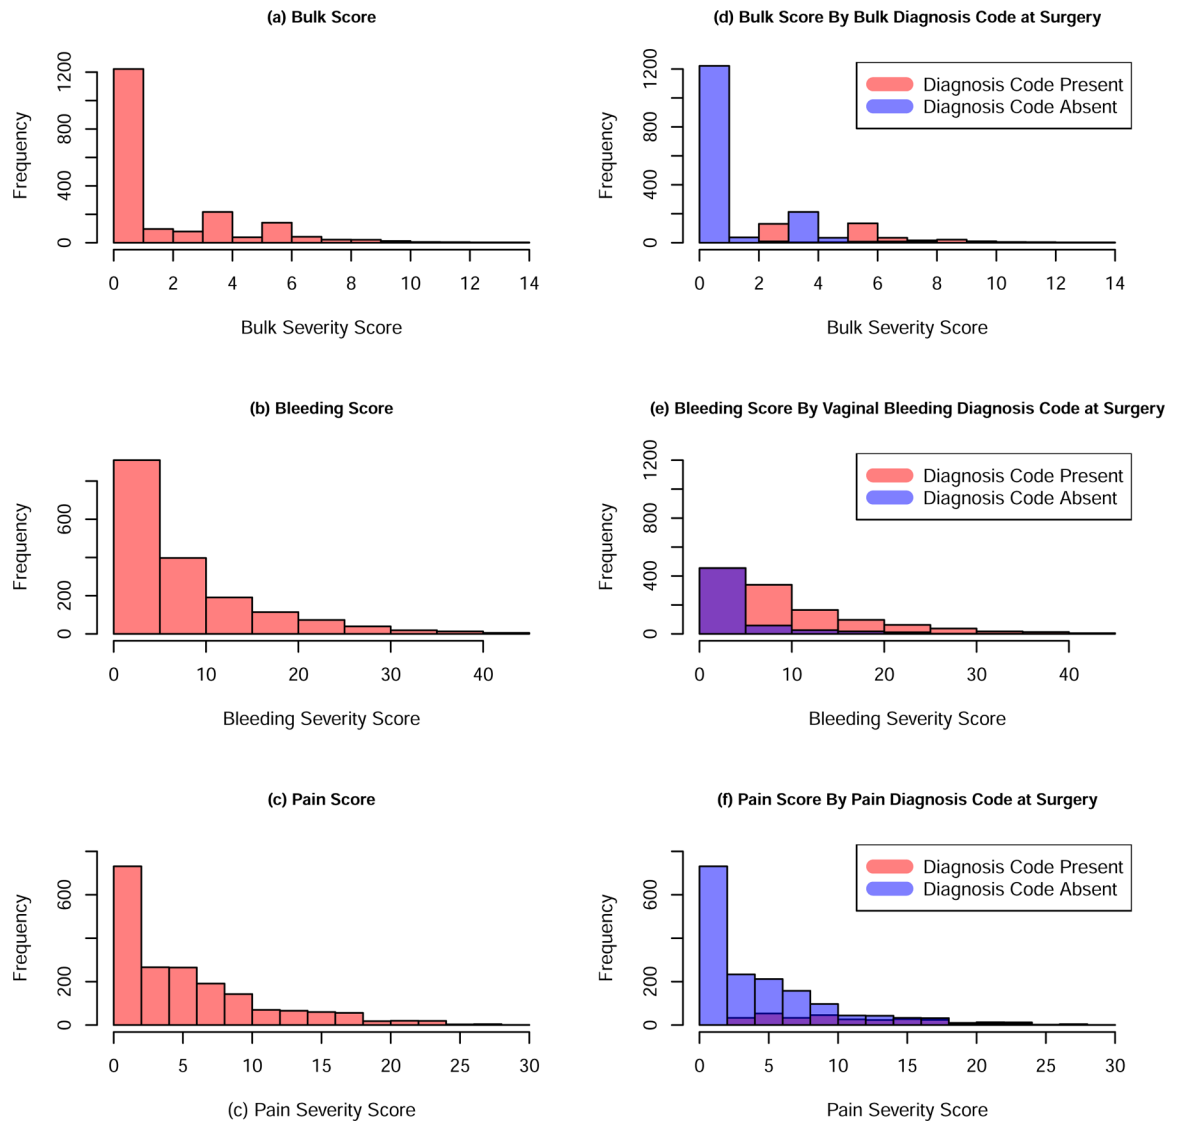 (a) Bulk Score
Frequency
0 400 800 1200
0 2 4 6 8 10 12 14
Bulk Severity Score
(d) Bulk Score By Bulk Diagnosis Code at Surgery
Diagnosis Code Present
Diagnosis Code Absent
Frequency
0 400 800 1200
0 2 4 6 8 10 12 14
Bulk Severity Score
(b) Bleeding Score
Frequency
0 200 600
0 10 20 30 40
Bleeding Severity Score
(e) Bleeding Score By Vaginal Bleeding Diagnosis Code at Surgery
Diagnosis Code Present
Diagnosis Code Absent
Frequency
0 400 800 1200
0 10 20 30 40
Bleeding Severity Score
(c) Pain Score
Frequency
0 200 600
0 5 10 15 20 25 30
(c) Pain Severity Score
(f) Pain Score By Pain Diagnosis Code at Surgery
Diagnosis Code Present
Diagnosis Code Absent
Frequency
0 200 600
0 5 10 15 20 25 30
Pain Severity Score